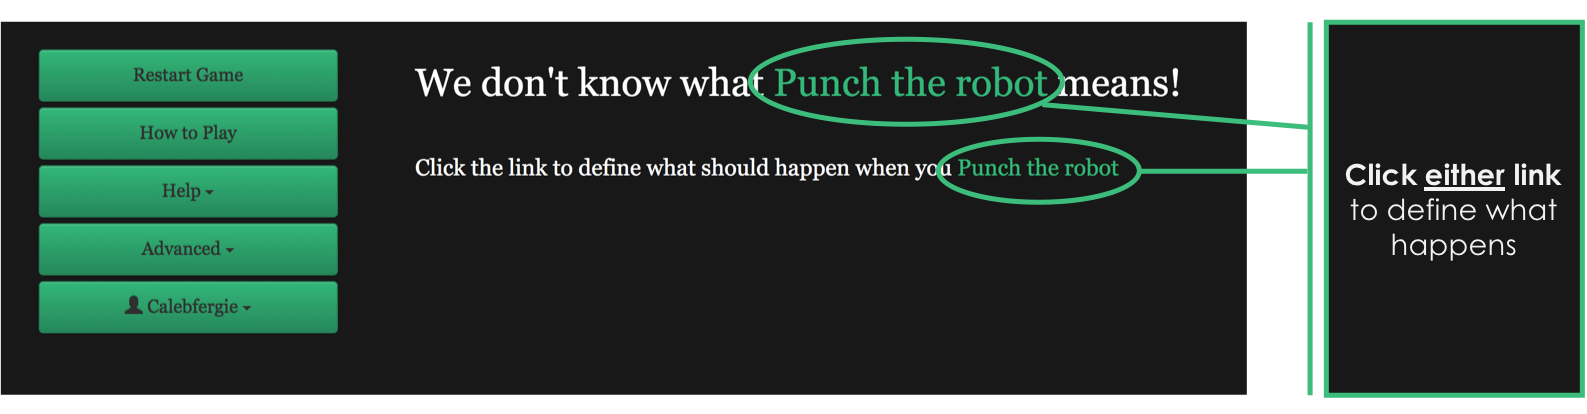 Restart Game
How to Play
Help
Advanced
Calebfergie
We don't know what Punch the robot means!
Click the link to define what should happen when you Punch the robot
Click either link
to define what
happens